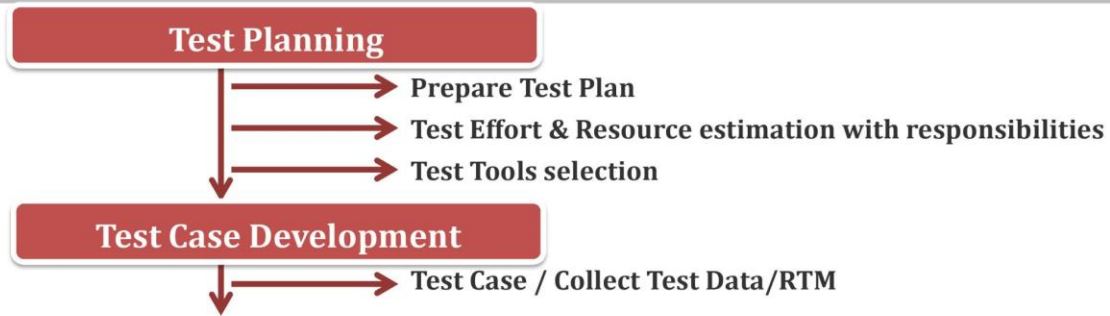 Test Planning
Prepare Test Plan
Test Effort & Resource estimation with responsibilities
Test Tools selection
Test Case Development
Test Case / Collect Test Data/RTM